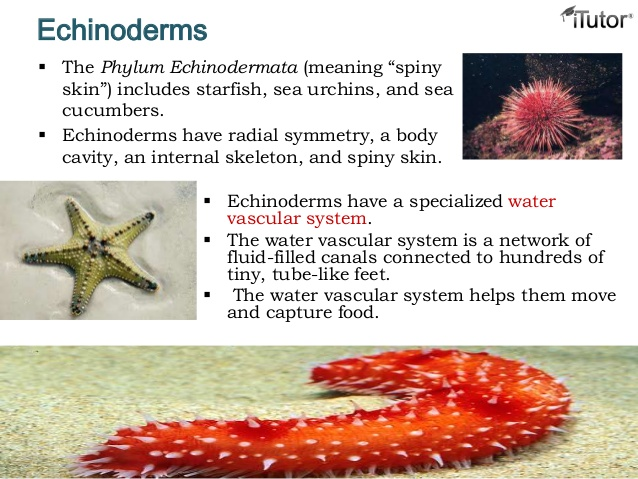 Echinoderms
iTutor®
▪ The Phylum Echinodermata (meaning “spiny
skin”) includes starfish, sea urchins, and sea
cucumbers.
▪ Echinoderms have radial symmetry, a body
cavity, an internal skeleton, and spiny skin.
▪ Echinoderms have a specialized water
vascular system.
▪ The water vascular system is a network of
fluid-filled canals connected to hundreds of
tiny, tube-like feet.
▪ The water vascular system helps them move
and capture food.